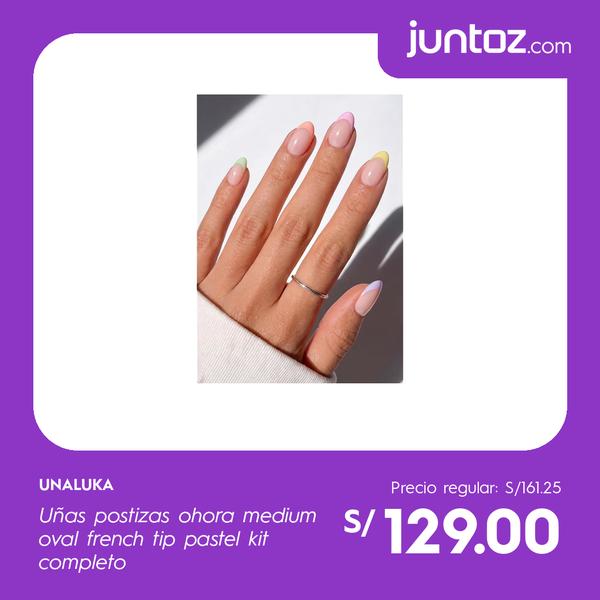 juntoz.com
UNALUKA
Uñas postizas ohora medium
oval french tip pastel kit
completo
Precio regular: S/161.25
S/ 129.00